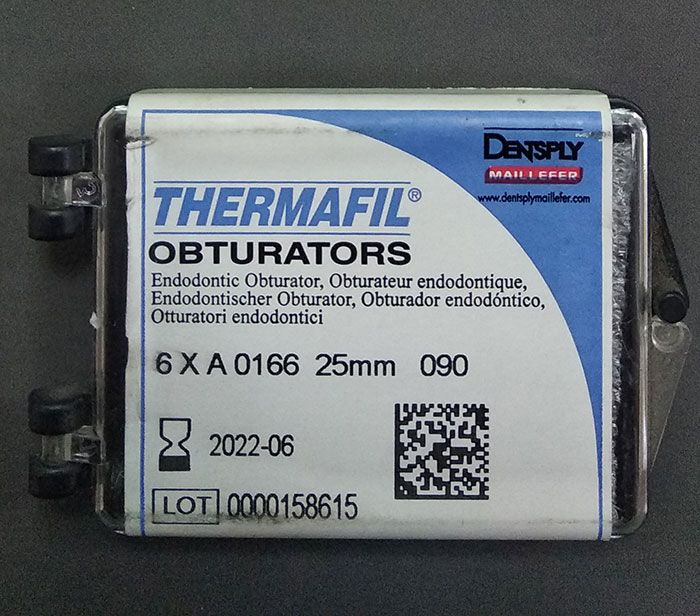 DENTSPLY
MAILLEFER
www.dentsplymaillefer.com
THERMAFIL®
OBTURATORS
Endodontic Obturator, Obturateur endodontique,
Endodontischer Obturator, Obturador endodóntico,
Otturatori endodontici
6 X A 0166 25mm 090
2022-06
LOT 0000158615